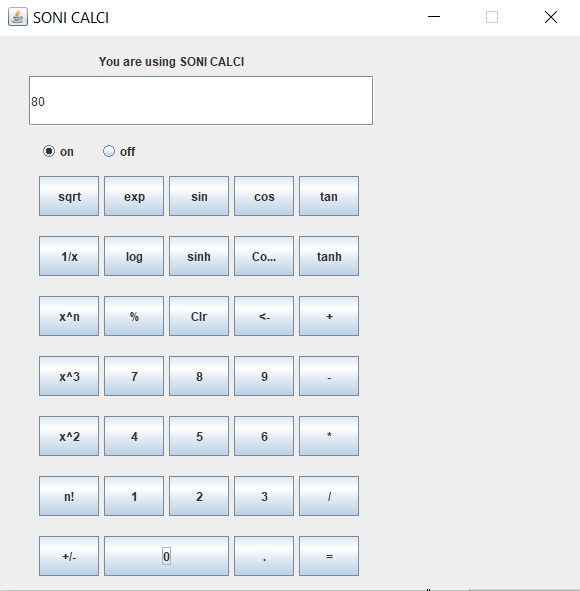 SONI CALCI
You are using SONI CALCI
80
on off
sqrt exp sin cos tan
1/x log sinh Co... tanh
x^n % Clr <- +
x^3 7 8 9 -
x^2 4 5 6 *
n! 1 2 3 /
+/- 0 . =